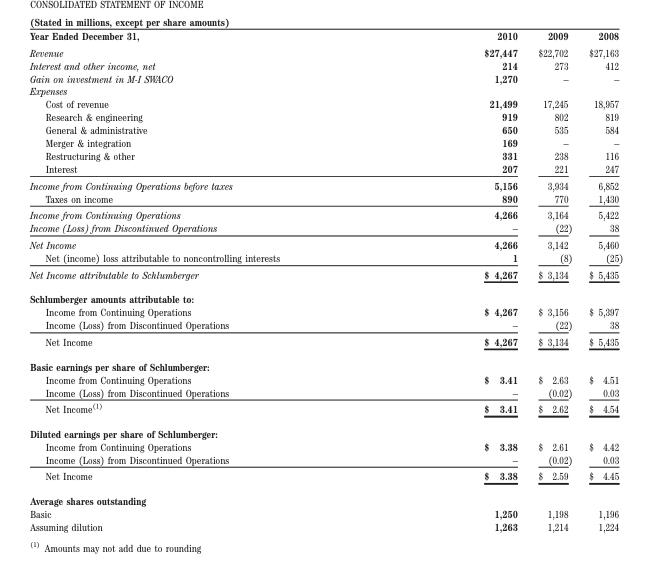 CONSOLIDATED STATEMENT OF INCOME
(Stated in millions, except per share amounts)
Year Ended December 31, 2010 2009 2008
Revenue $27,447 $22,702 $27,163
Interest and other income, net 214 273 412
Gain on investment in M-I SWACO 1,270 – –
Expenses
Cost of revenue 21,499 17,245 18,957
Research & engineering 919 802 819
General & administrative 650 535 584
Merger & integration 169 – –
Restructuring & other 331 238 116
Interest 207 221 247
Income from Continuing Operations before taxes 5,156 3,934 6,852
Taxes on income 890 770 1,430
Income from Continuing Operations 4,266 3,164 5,422
Income (Loss) from Discontinued Operations – (22) 38
Net Income 4,266 3,142 5,460
Net (income) loss attributable to noncontrolling interests 1 (8) (25)
Net Income attributable to Schlumberger $ 4,267 $ 3,134 $ 5,435
Schlumberger amounts attributable to:
Income from Continuing Operations $ 4,267 $ 3,156 $ 5,397
Income (Loss) from Discontinued Operations – (22) 38
Net Income $ 4,267 $ 3,134 $ 5,435
Basic earnings per share of Schlumberger:
Income from Continuing Operations $ 3.41 $ 2.63 $ 4.51
Income (Loss) from Discontinued Operations – (0.02) 0.03
Net Income(1) $ 3.41 $ 2.62 $ 4.54
Diluted earnings per share of Schlumberger:
Income from Continuing Operations $ 3.38 $ 2.61 $ 4.42
Income (Loss) from Discontinued Operations – (0.02) 0.03
Net Income $ 3.38 $ 2.59 $ 4.45
Average shares outstanding
Basic 1,250 1,198 1,196
Assuming dilution 1,263 1,214 1,224
(1) Amounts may not add due to rounding